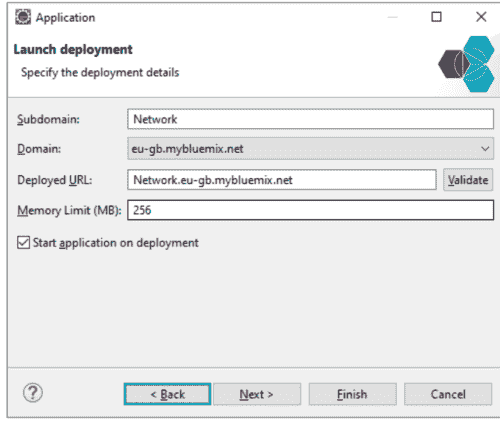 Application
Launch deployment
Specify the deployment details
Subdomain: Network
Domain: eu-gb.mybluemix.net
Deployed URL: Network.eu-gb.mybluemix.net Validate
Memory Limit (MB): 256
Start application on deployment
? < Back Next > Finish Cancel